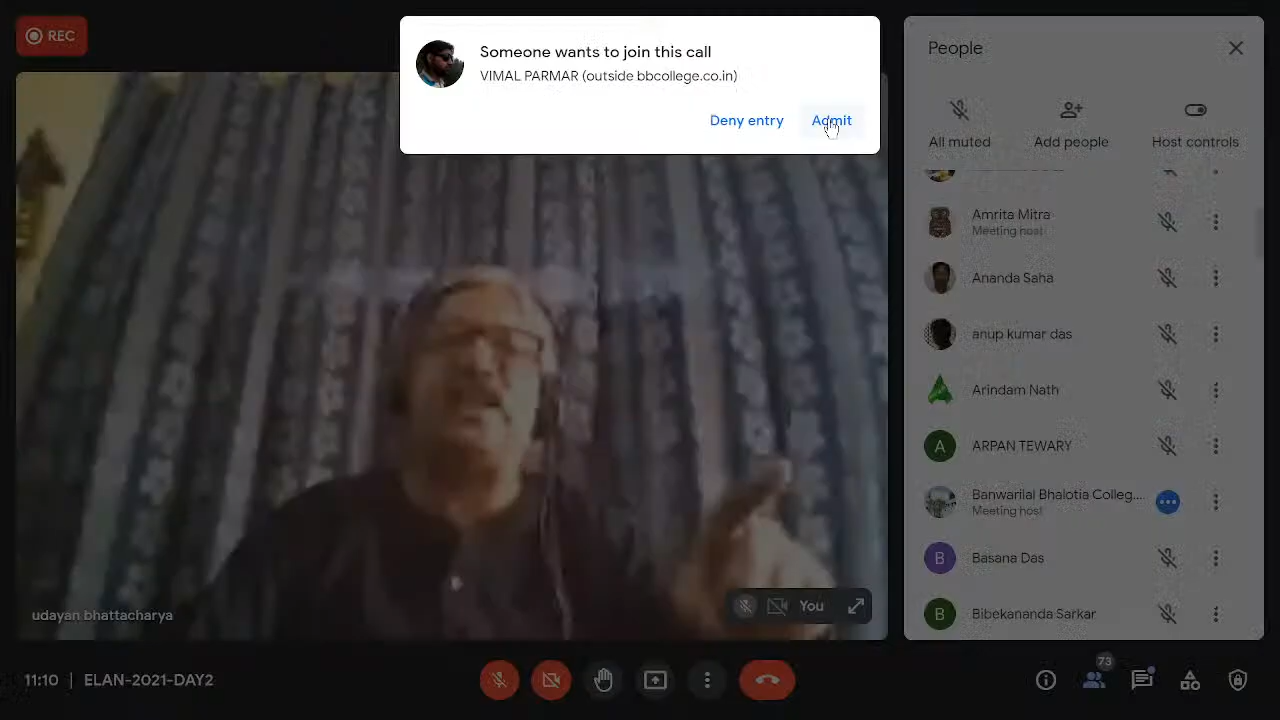 REC
Someone wants to join this call
VIMAL PARMAR (outside bbcollege.co.in)
Deny entry
Admit
People
All muted
Add people
Host controls
Amrita Mitra
Meeting host
Ananda Saha
anup kumar das
Arindam Nath
A
ARPAN TEWARY
Banwarilal Bhalotia Colleg...
Meeting host
B
Basana Das
B
Bibekananda Sarkar
udayan bhattacharya
You
11:10 | ELAN-2021-DAY2
73